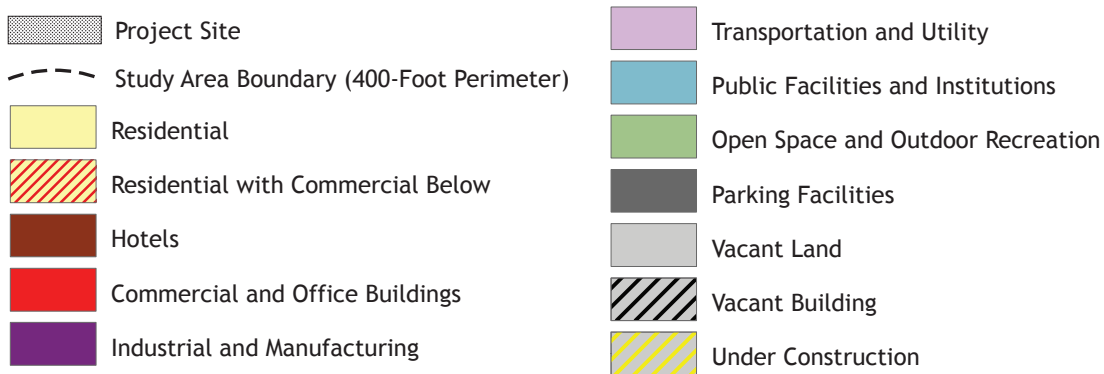 Project Site
Study Area Boundary (400-Foot Perimeter)
Residential
Residential with Commercial Below
Hotels
Commercial and Office Buildings
Industrial and Manufacturing
Transportation and Utility
Public Facilities and Institutions
Open Space and Outdoor Recreation
Parking Facilities
Vacant Land
Vacant Building
Under Construction